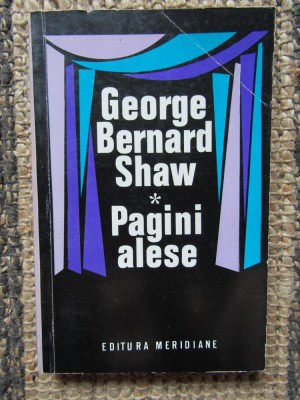 George
Bernard
Shaw
*
Pagini
alese
EDITURA MERIDIANE